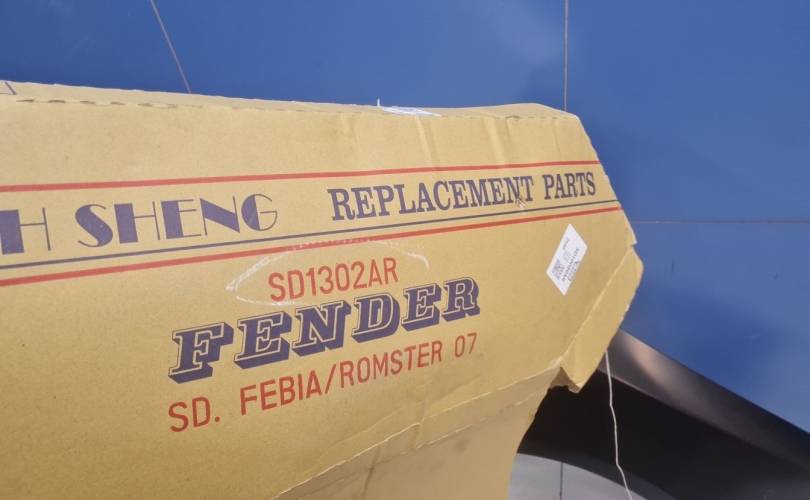 H SHENG REPLACEMENT PARTS
SD1302AR
FENDER
SD. FEBIA/ROMSTER 07